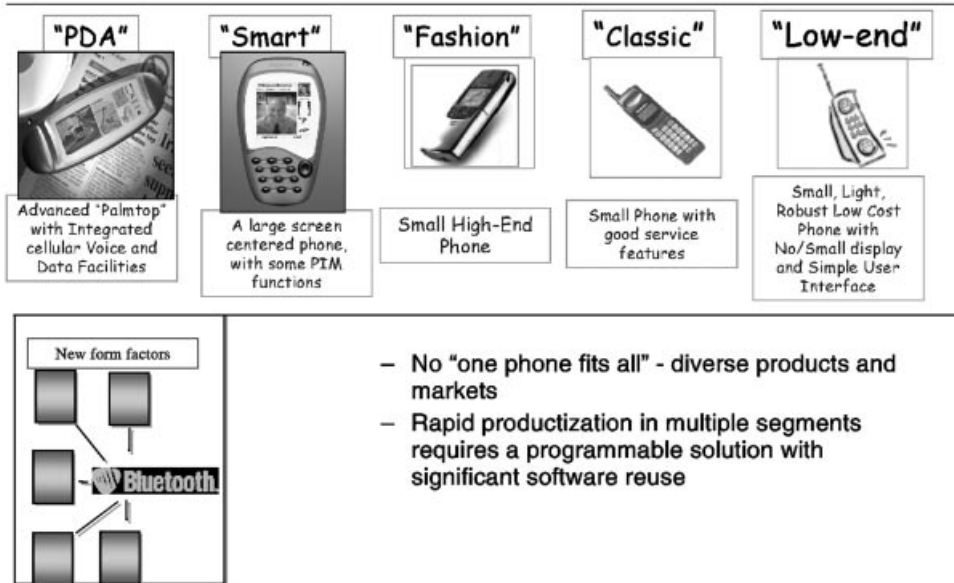 "PDA"
"Smart"
"Fashion"
"Classic"
"Low-end"
Advanced "Palmtop"
with Integrated
cellular Voice and
Data Facilities
A large screen
centered phone,
with some PIM
functions
Small High-End
Phone
Small Phone with
good service
features
Small, Light,
Robust Low Cost
Phone with
No/Small display
and Simple User
Interface
New form factors
Bluetooth.
– No "one phone fits all" - diverse products and
markets
– Rapid productization in multiple segments
requires a programmable solution with
significant software reuse